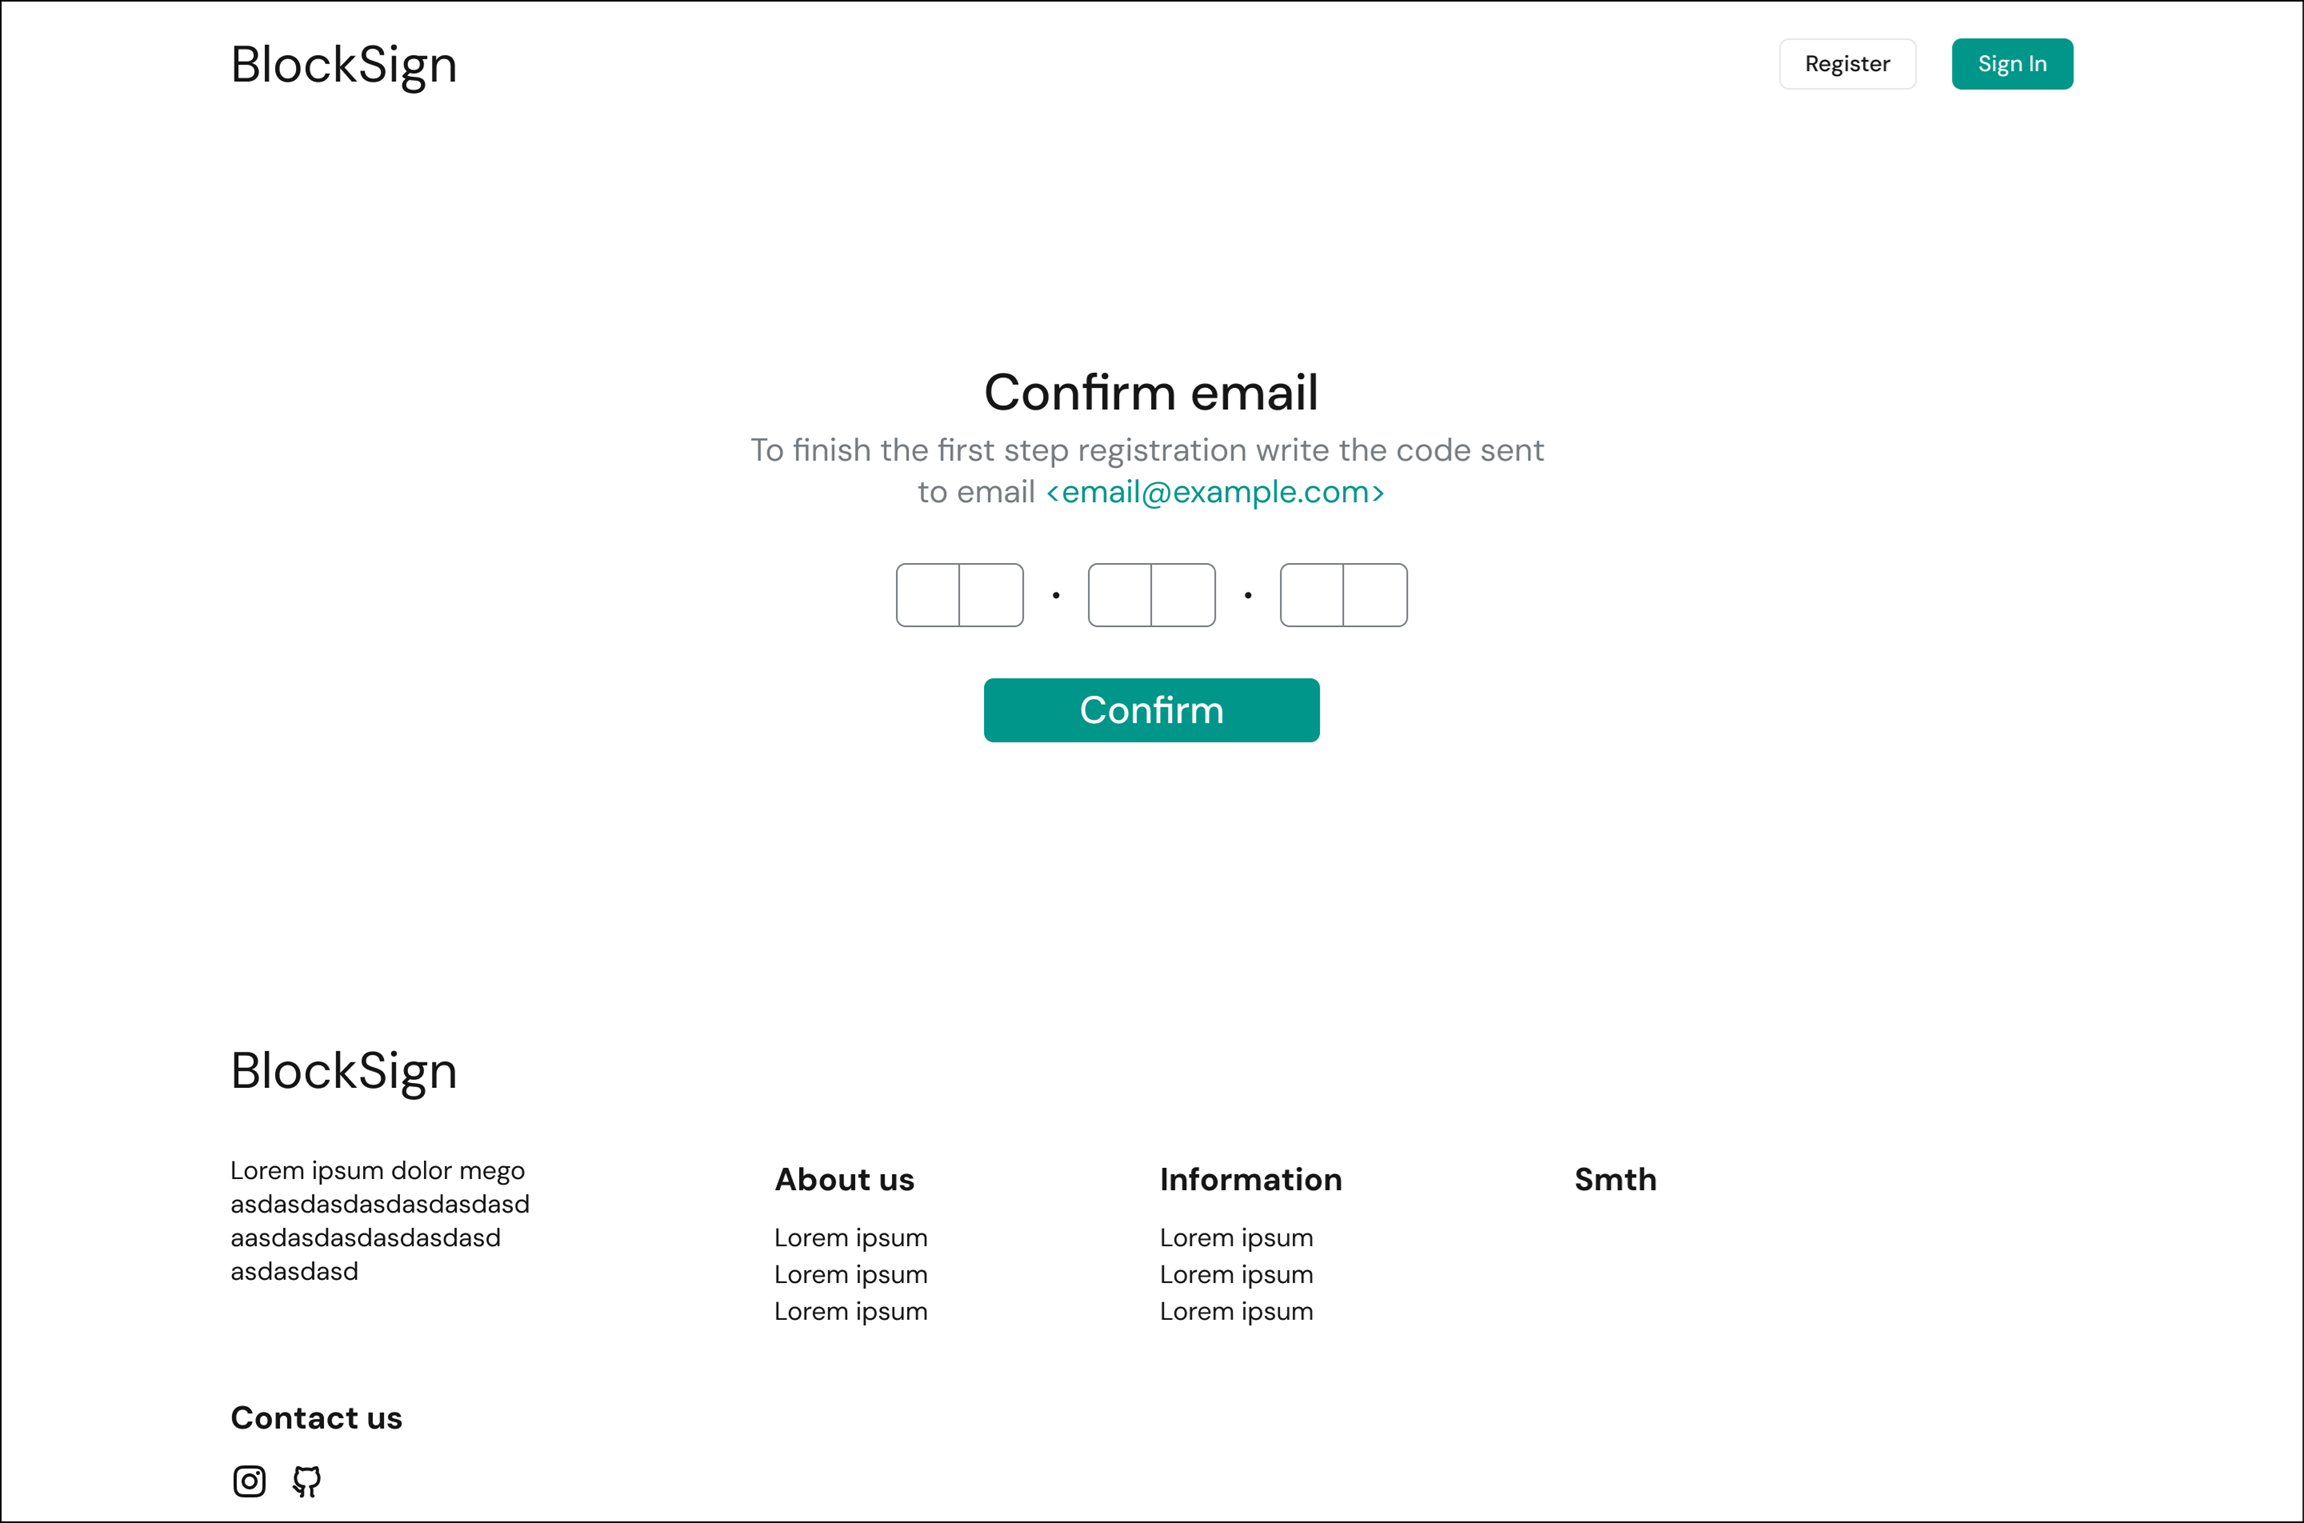 BlockSign
Register
Sign In
Confirm email
To finish the first step registration write the code sent
to email <email@example.com>
Confirm
BlockSign
Lorem ipsum dolor mego
asdasdasdasdasdasdasd
aasdasdasdasdasdasd
asdasdasd
About us
Lorem ipsum
Lorem ipsum
Lorem ipsum
Information
Lorem ipsum
Lorem ipsum
Lorem ipsum
Smth
Contact us